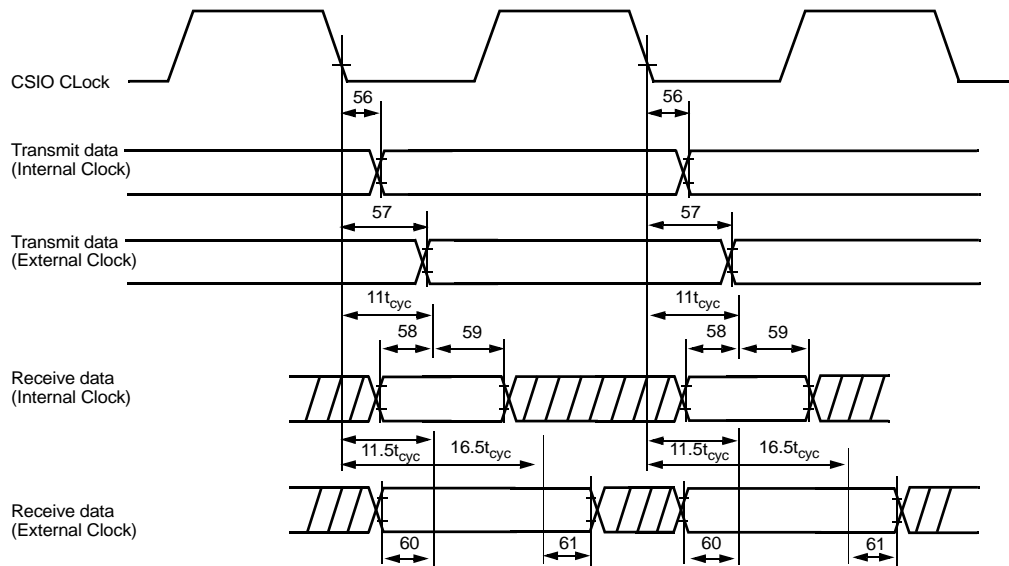 CSIO CLock
56 56
Transmit data
(Internal Clock)
57 57
Transmit data
(External Clock)
11tcyc 11tcyc
58 59 58 59
Receive data
(Internal Clock)
11.5tcyc 16.5tcyc 11.5tcyc 16.5tcyc
Receive data
(External Clock)
60 61 60 61